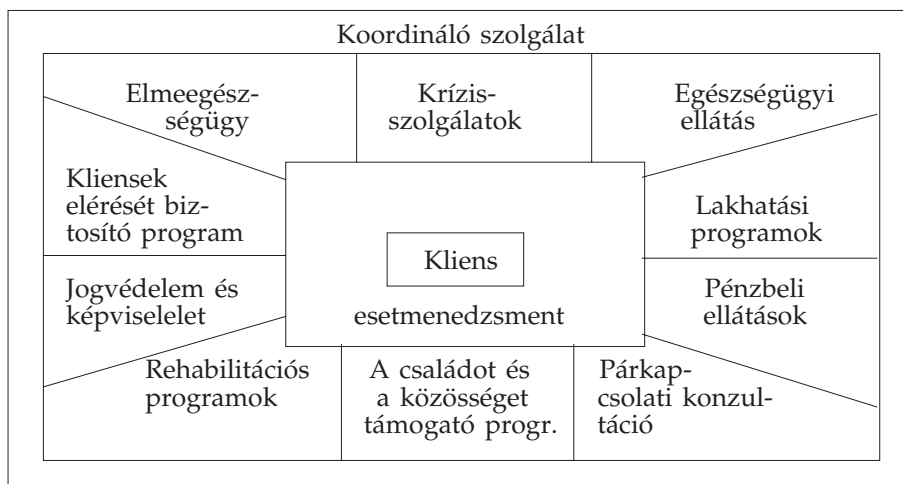 Koordináló szolgálat
Elmeegész-
ségügy
Krízis-
szolgálatok
Egészségügyi
ellátás
Kliensek
elérését biz-
tosító program
Lakhatási
programok
Kliens
esetmenedzsment
Jogvédelem és
képviselelet
Pénzbeli
ellátások
Rehabilitációs
programok
A családot és
a közösséget
támogató progr.
Párkap-
csolati konzul-
táció